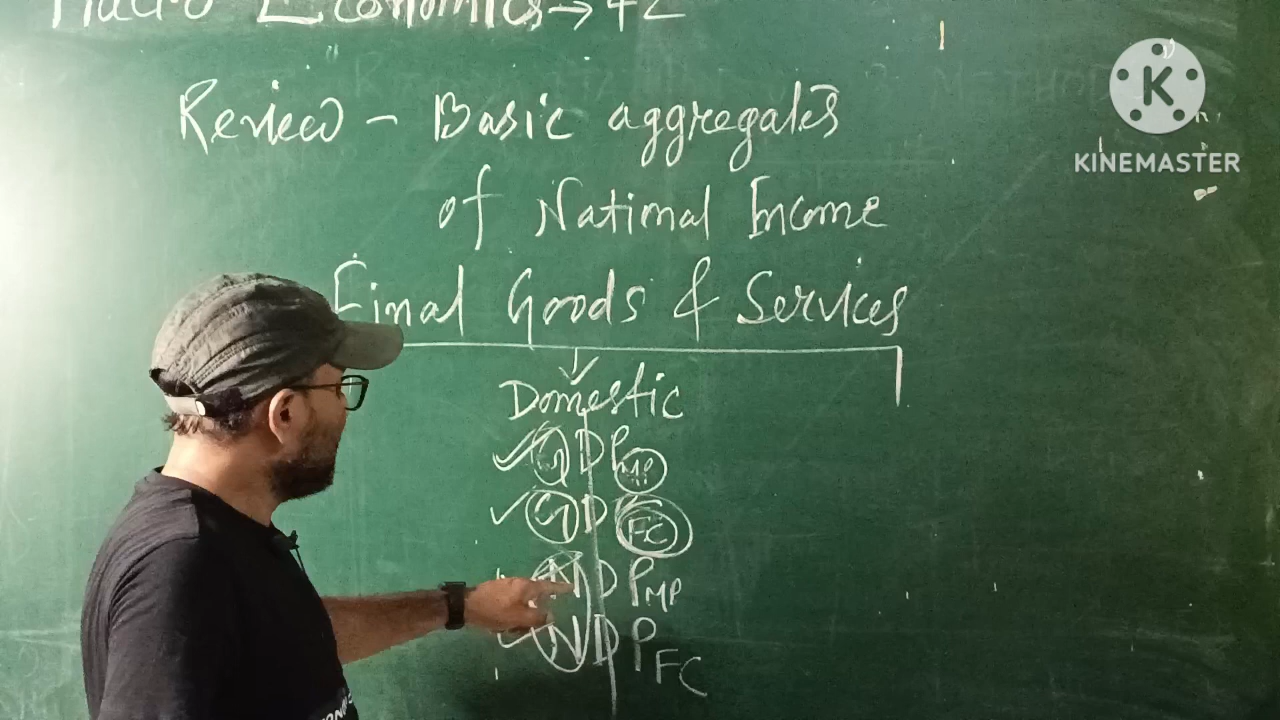 Macro Economics → 42
Review - Basic aggregates
of National Income
Final Goods & Services
Domestic
GDP MP
GDP FC
NDP MP
NDP FC
K
KINEMASTER